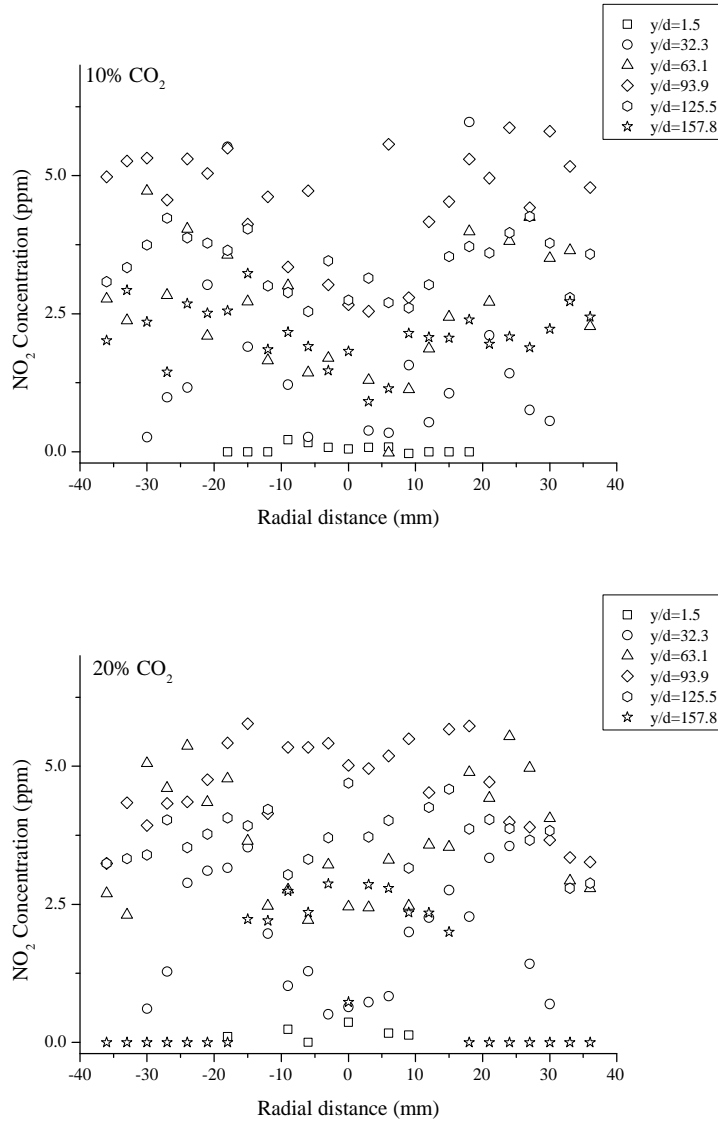 y/d=1.5
y/d=32.3
y/d=63.1
y/d=93.9
y/d=125.5
y/d=157.8
10% CO₂
5.0
2.5
0.0
NO₂ Concentration (ppm)
-40 -30 -20 -10 0 10 20 30 40
Radial distance (mm)
y/d=1.5
y/d=32.3
y/d=63.1
y/d=93.9
y/d=125.5
y/d=157.8
20% CO₂
5.0
2.5
0.0
NO₂ Concentration (ppm)
-40 -30 -20 -10 0 10 20 30 40
Radial distance (mm)